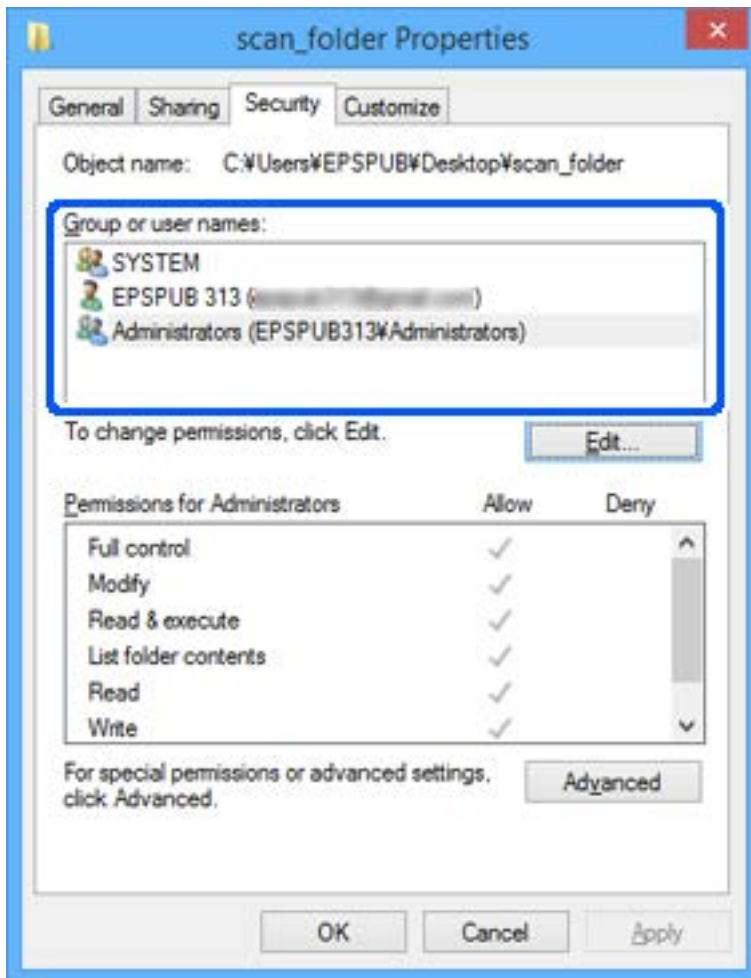 scan_folder Properties
General Sharing Security Customize
Object name: C:¥Users¥EPSPUB¥Desktop¥scan_folder
Group or user names:
SYSTEM
EPSPUB 313 ( )
Administrators (EPSPUB313¥Administrators)
To change permissions, click Edit.
Edit...
Permissions for Administrators Allow Deny
Full control
Modify
Read & execute
List folder contents
Read
Write
For special permissions or advanced settings,
click Advanced.
Advanced
OK Cancel Apply